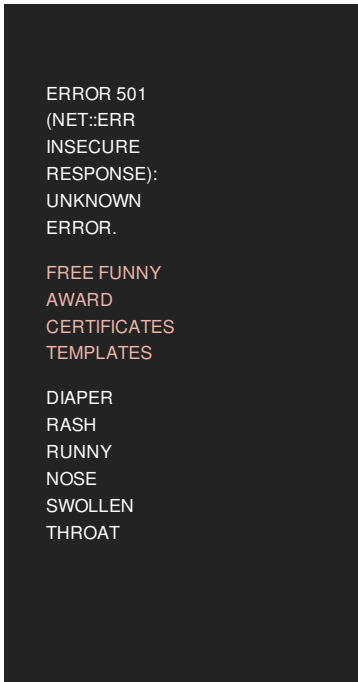 ERROR 501
(NET::ERR
INSECURE
RESPONSE):
UNKNOWN
ERROR.
FREE FUNNY
AWARD
CERTIFICATES
TEMPLATES
DIAPER
RASH
RUNNY
NOSE
SWOLLEN
THROAT